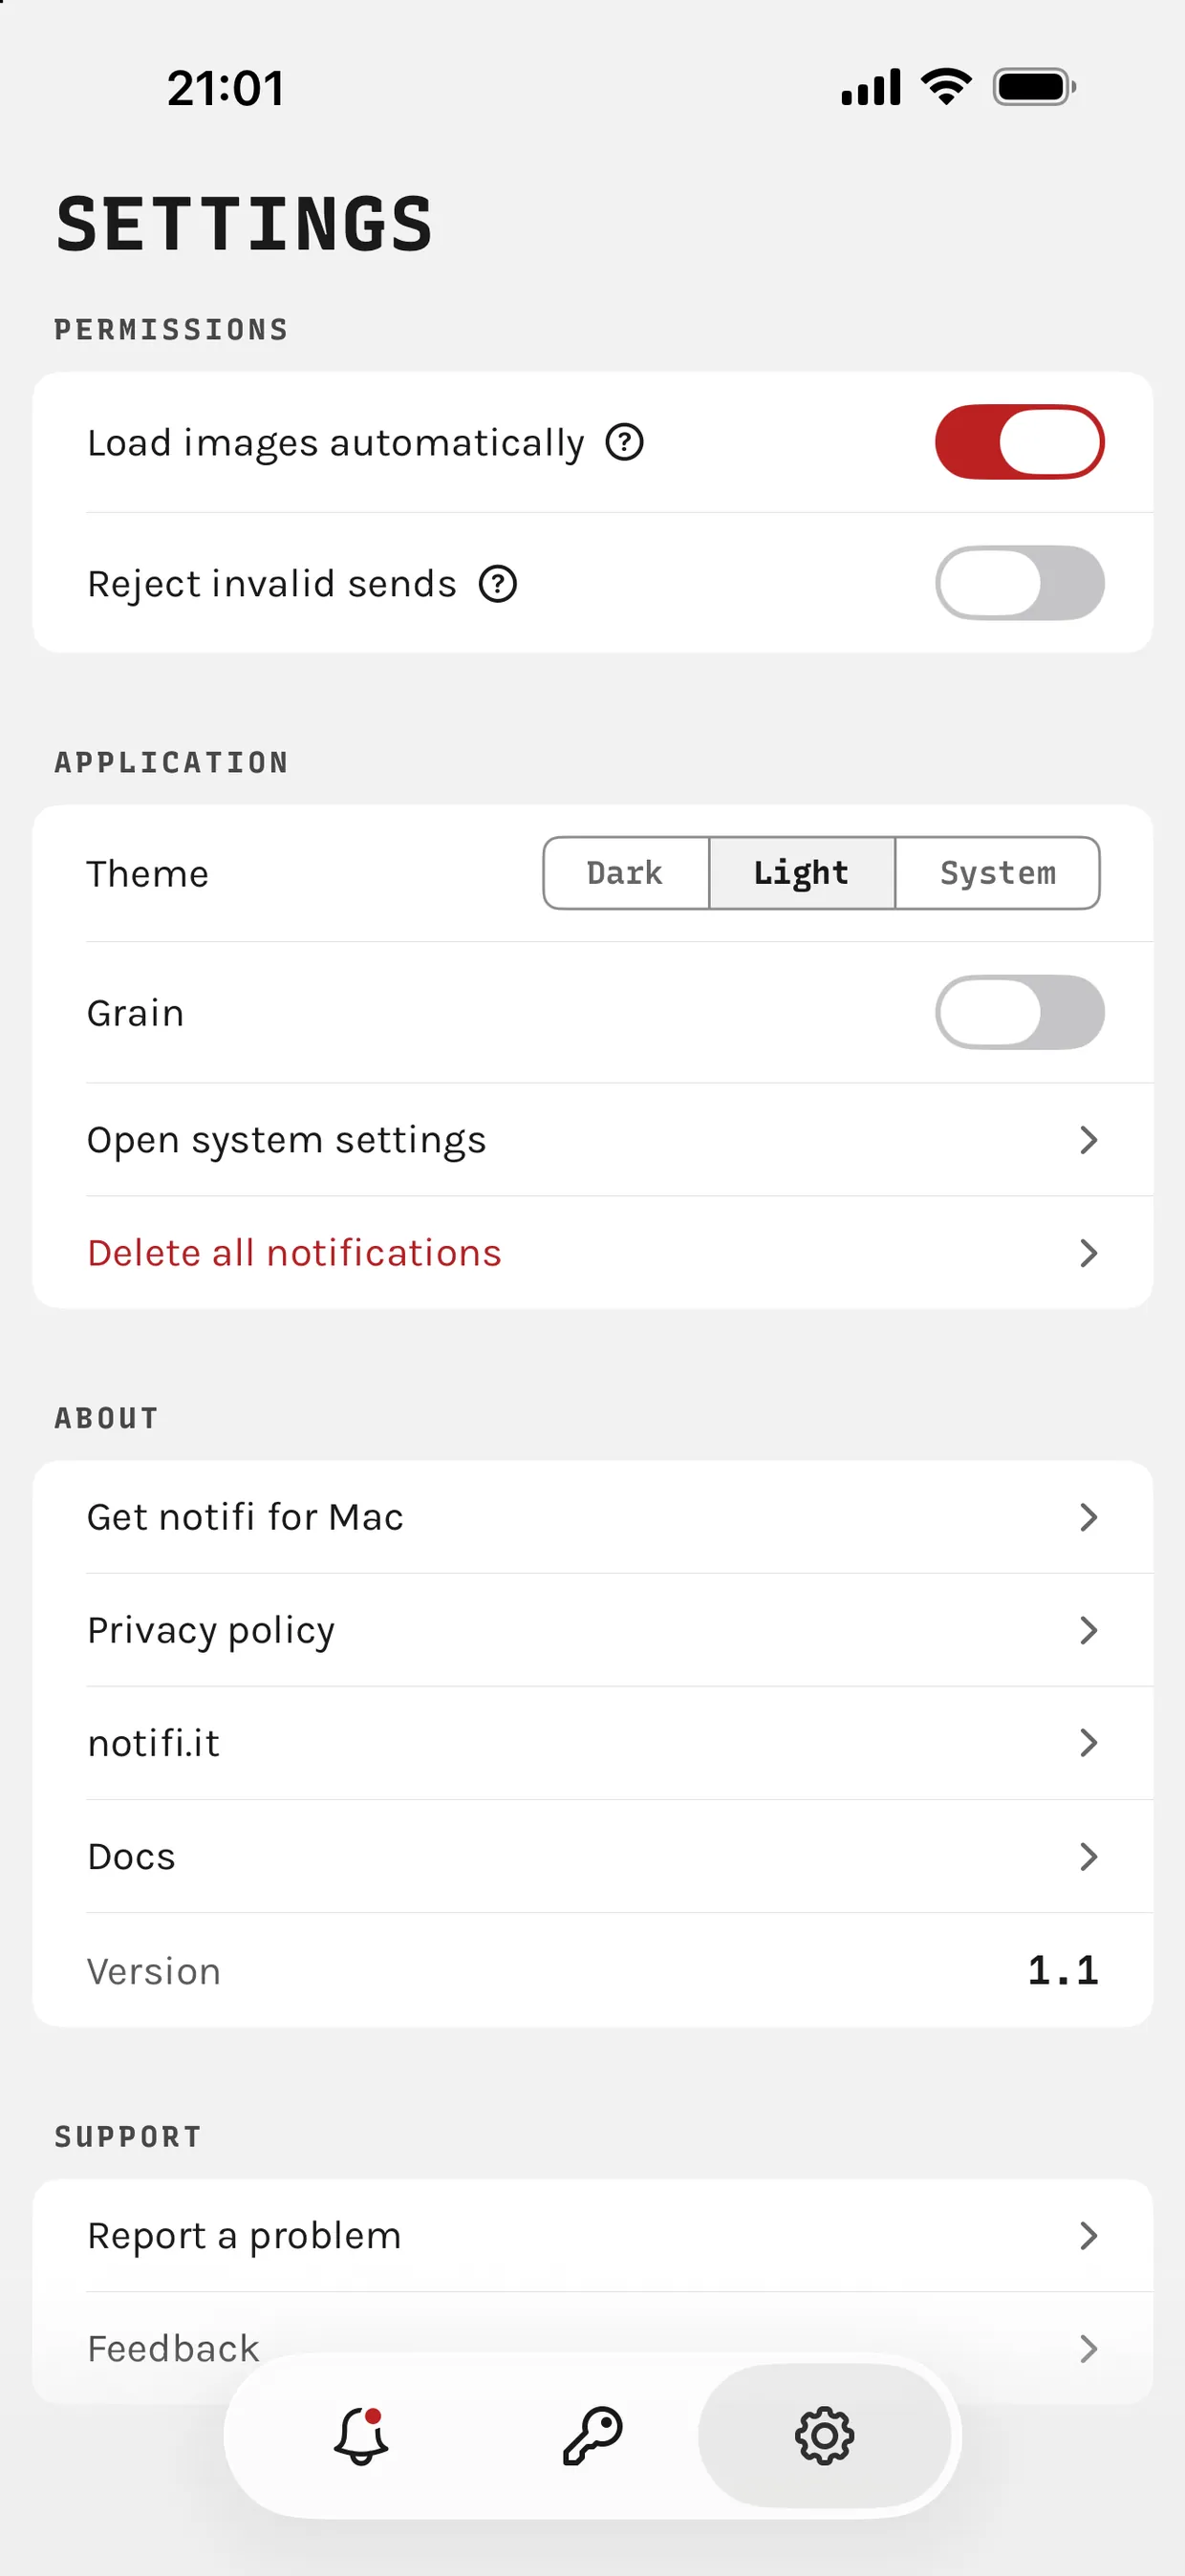 21:01
SETTINGS
PERMISSIONS
Load images automatically ?
Reject invalid sends ?
APPLICATION
Theme Dark Light System
Grain
Open system settings
Delete all notifications
ABOUT
Get notifi for Mac
Privacy policy
notifi.it
Docs
Version 1.1
SUPPORT
Report a problem
Feedback